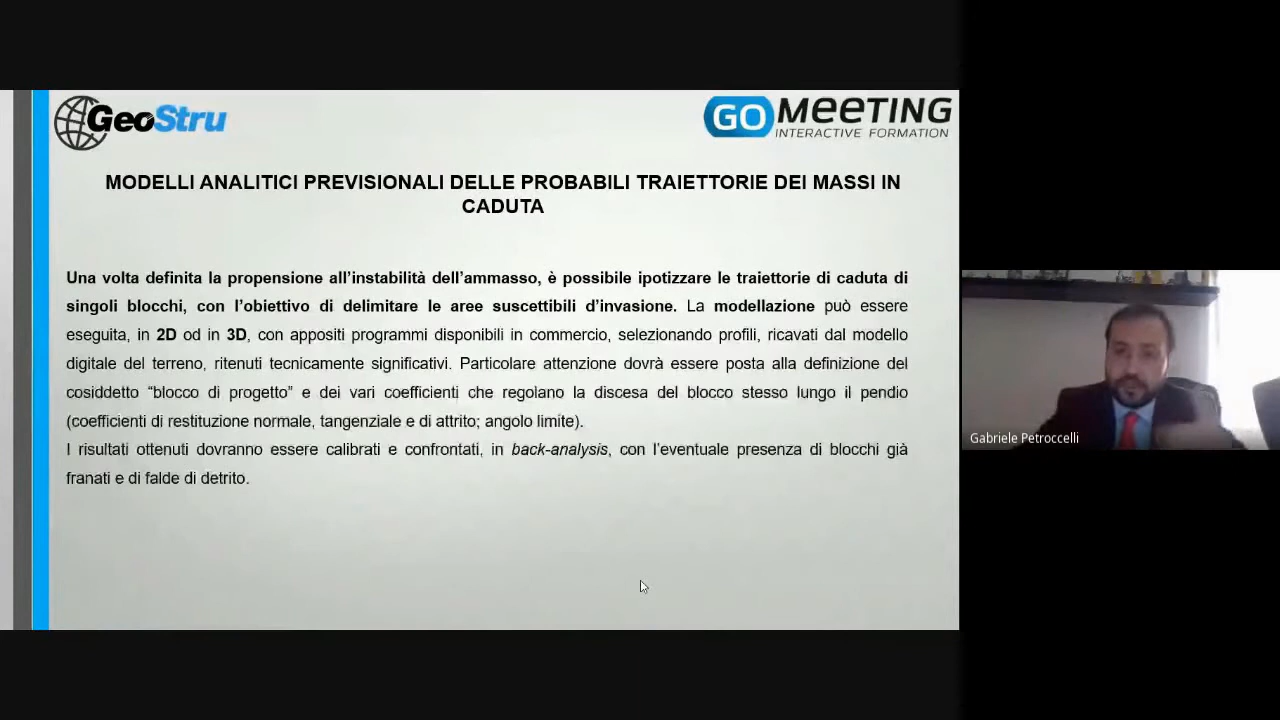 GeoStru
GO MEETING
INTERACTIVE FORMATION
MODELLI ANALITICI PREVISIONALI DELLE PROBABILI TRAIETTORIE DEI MASSI IN
CADUTA
Una volta definita la propensione all’instabilità dell’ammasso, è possibile ipotizzare le traiettorie di caduta di
singoli blocchi, con l’obiettivo di delimitare le aree suscettibili d’invasione. La modellazione può essere
eseguita, in 2D od in 3D, con appositi programmi disponibili in commercio, selezionando profili, ricavati dal modello
digitale del terreno, ritenuti tecnicamente significativi. Particolare attenzione dovrà essere posta alla definizione del
cosiddetto “blocco di progetto” e dei vari coefficienti che regolano la discesa del blocco stesso lungo il pendio
(coefficienti di restituzione normale, tangenziale e di attrito; angolo limite).
I risultati ottenuti dovranno essere calibrati e confrontati, in back-analysis, con l’eventuale presenza di blocchi già
franati e di falde di detrito.
Gabriele Petroccelli